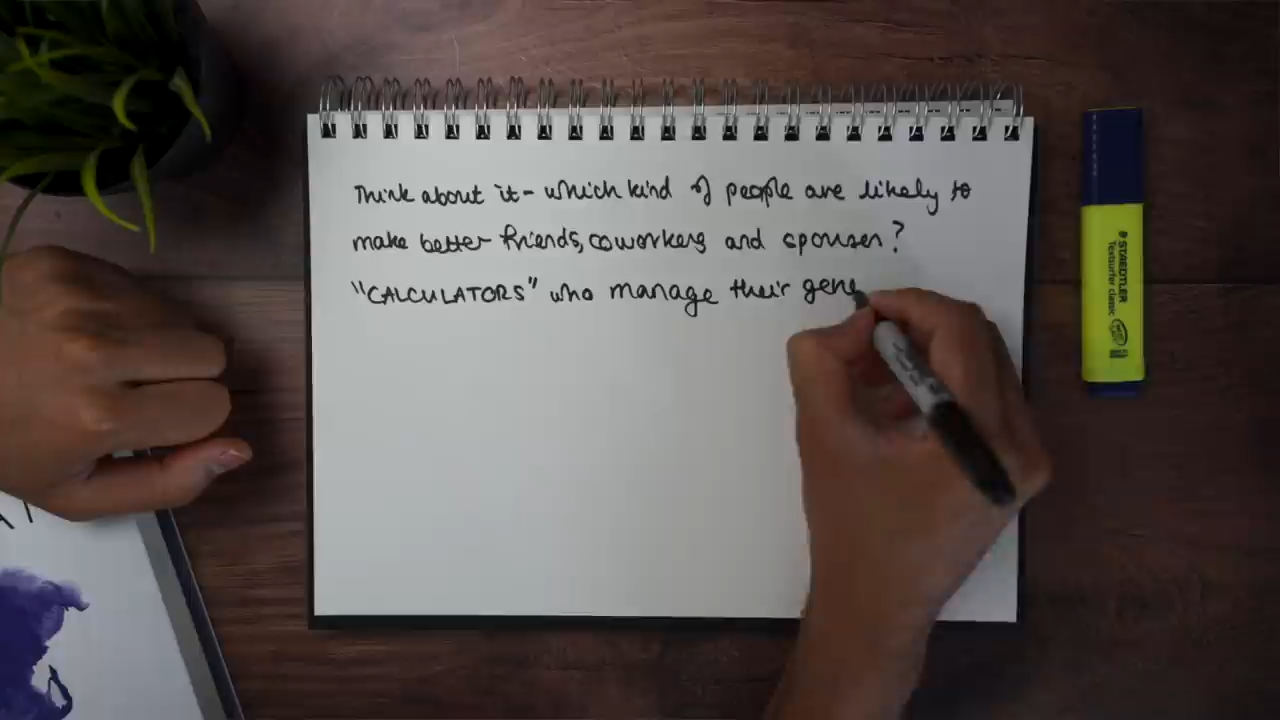 Think about it - which kind of people are likely to
make better friends, coworkers and spouses?
"CALCULATORS" who manage their gene
STAEDTLER
Textsurfer classic